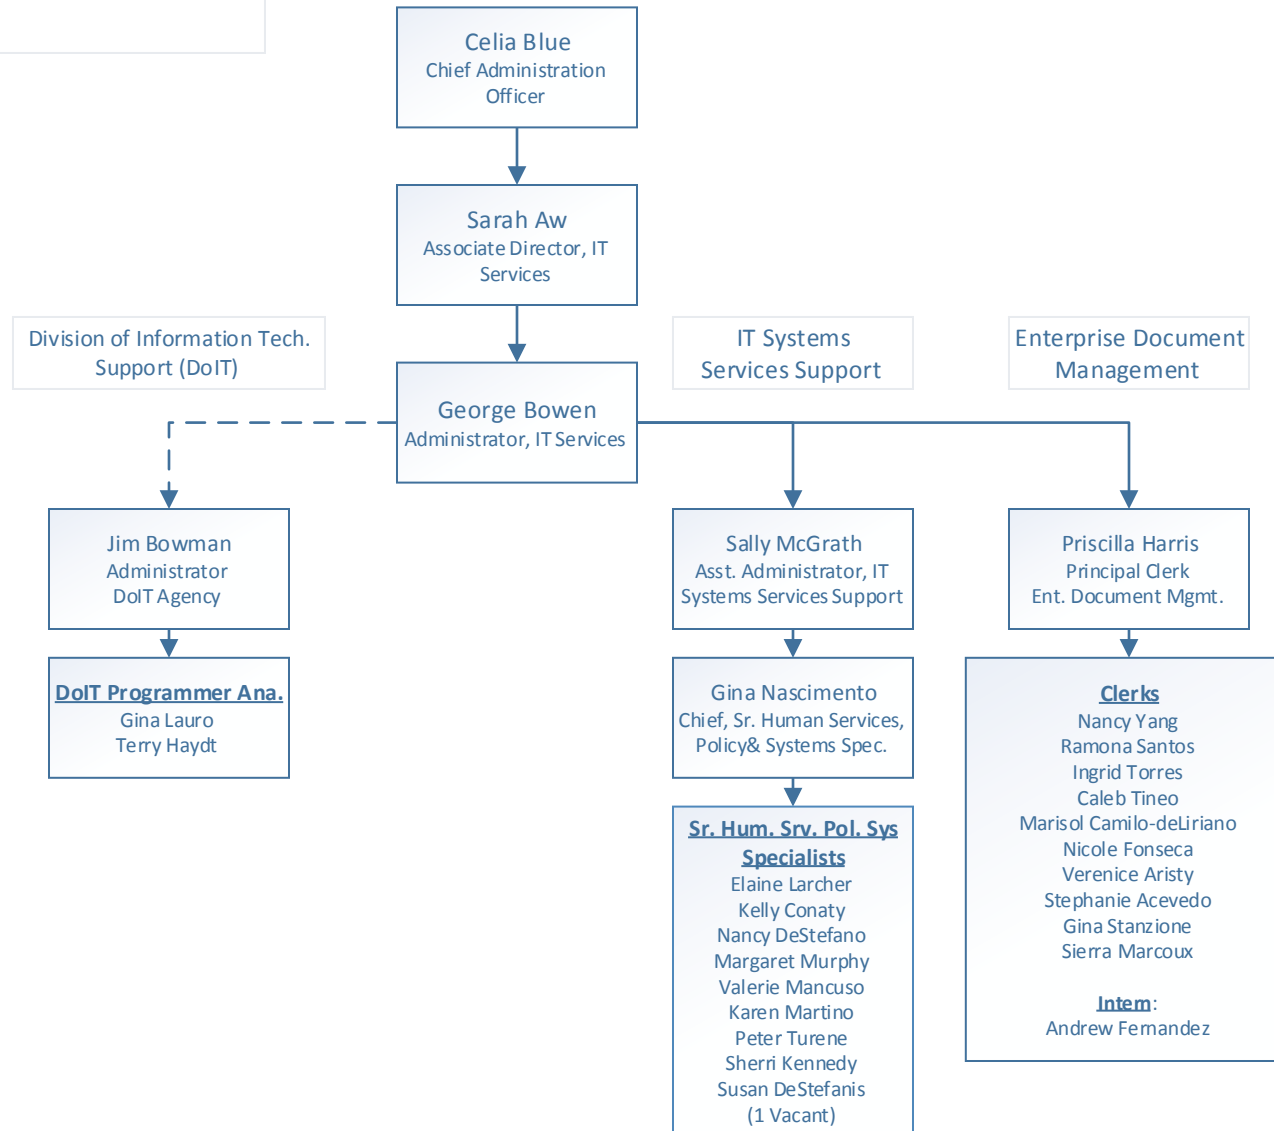 Celia Blue
Chief Administration
Officer
Sarah Aw
Associate Director, IT
Services
Division of Information Tech.
Support (DoIT)
IT Systems
Services Support
Enterprise Document
Management
George Bowen
Administrator, IT Services
Jim Bowman
Administrator
DoIT Agency
Sally McGrath
Asst. Administrator, IT
Systems Services Support
Priscilla Harris
Principal Clerk
Ent. Document Mgmt.
DoIT Programmer Ana.
Gina Lauro
Terry Haydt
Gina Nascimento
Chief, Sr. Human Services,
Policy& Systems Spec.
Sr. Hum. Srv. Pol. Sys
Specialists
Elaine Larcher
Kelly Conaty
Nancy DeStefano
Margaret Murphy
Valerie Mancuso
Karen Martino
Peter Turene
Sherri Kennedy
Susan DeStefanis
(1 Vacant)
Clerks
Nancy Yang
Ramona Santos
Ingrid Torres
Caleb Tineo
Marisol Camilo-deLiriano
Nicole Fonseca
Verenice Aristy
Stephanie Acevedo
Gina Stanzione
Sierra Marcoux
Intern:
Andrew Fernandez